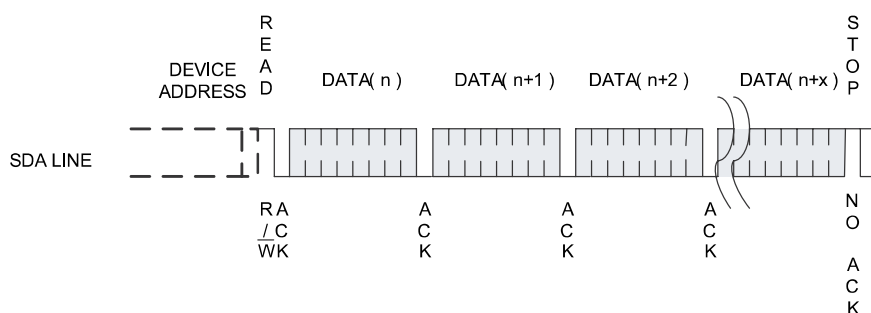 READ
STOP
DEVICE
ADDRESS
DATA( n )
DATA( n+1 )
DATA( n+2 )
DATA( n+x )
SDA LINE
R/W
ACK
ACK
ACK
ACK
NO ACK